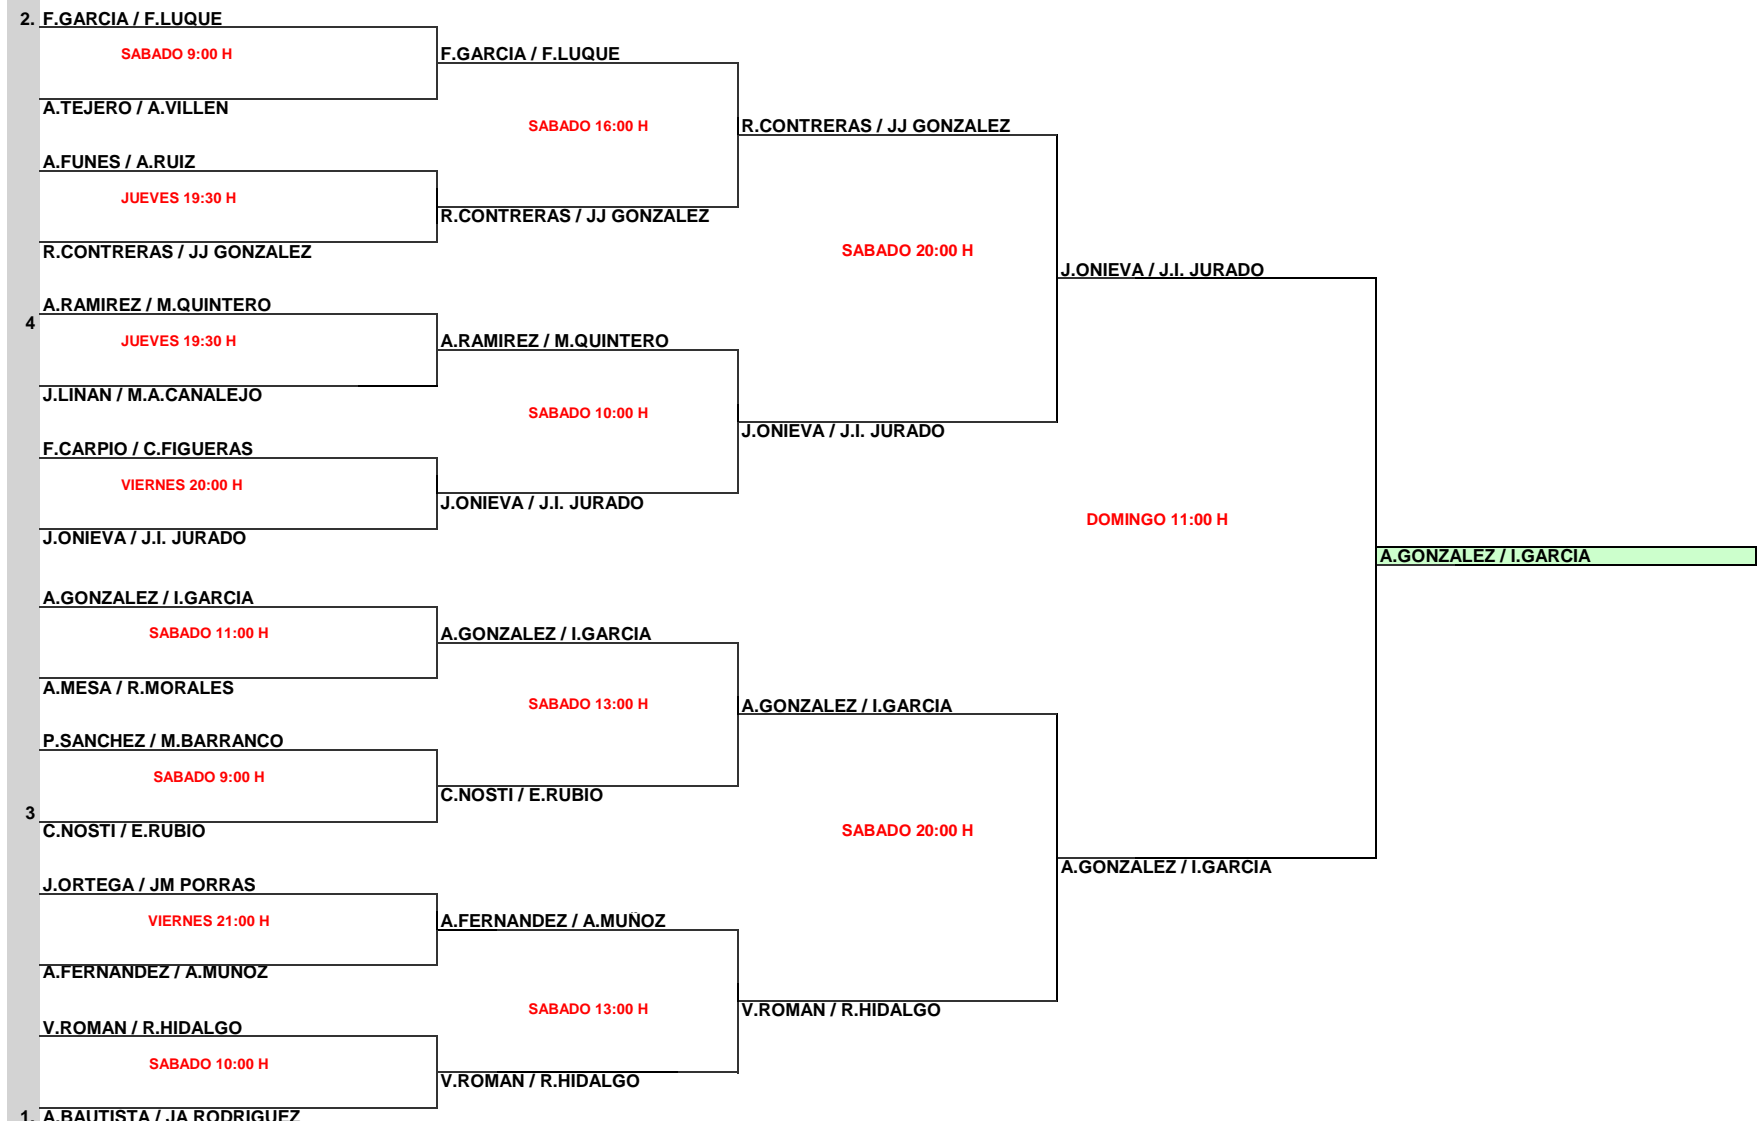 2. F.GARCIA / F.LUQUE
SABADO 9:00 H
F.GARCIA / F.LUQUE
A.TEJERO / A.VILLEN
SABADO 16:00 H
R.CONTRERAS / JJ GONZALEZ
A.FUNES / A.RUIZ
JUEVES 19:30 H
R.CONTRERAS / JJ GONZALEZ
R.CONTRERAS / JJ GONZALEZ
SABADO 20:00 H
J.ONIEVA / J.I. JURADO
A.RAMIREZ / M.QUINTERO
4
JUEVES 19:30 H
A.RAMIREZ / M.QUINTERO
J.LIÑAN / M.A.CANALEJO
SABADO 10:00 H
J.ONIEVA / J.I. JURADO
F.CARPIO / C.FIGUERAS
VIERNES 20:00 H
J.ONIEVA / J.I. JURADO
DOMINGO 11:00 H
J.ONIEVA / J.I. JURADO
A.GONZALEZ / I.GARCIA
A.GONZALEZ / I.GARCIA
SABADO 11:00 H
A.GONZALEZ / I.GARCIA
A.MESA / R.MORALES
SABADO 13:00 H
A.GONZALEZ / I.GARCIA
P.SANCHEZ / M.BARRANCO
SABADO 9:00 H
C.NOSTI / E.RUBIO
3
C.NOSTI / E.RUBIO
SABADO 20:00 H
A.GONZALEZ / I.GARCIA
J.ORTEGA / JM PORRAS
VIERNES 21:00 H
A.FERNANDEZ / A.MUÑOZ
A.FERNANDEZ / A.MUÑOZ
SABADO 13:00 H
V.ROMAN / R.HIDALGO
V.ROMAN / R.HIDALGO
SABADO 10:00 H
V.ROMAN / R.HIDALGO
1. A.BAUTISTA / JA RODRIGUEZ